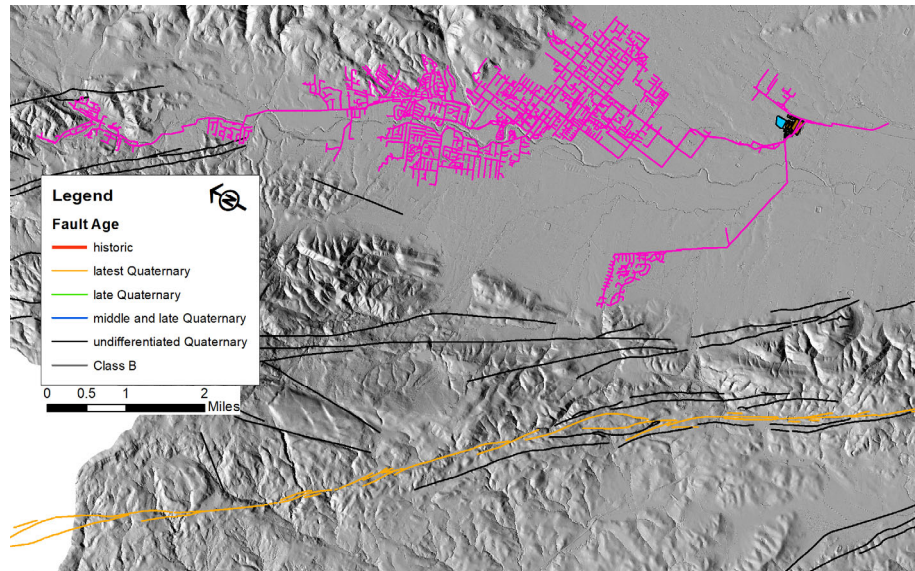 Legend
N
Fault Age
historic
latest Quaternary
late Quaternary
middle and late Quaternary
undifferentiated Quaternary
Class B
0 0.5 1 2
Miles